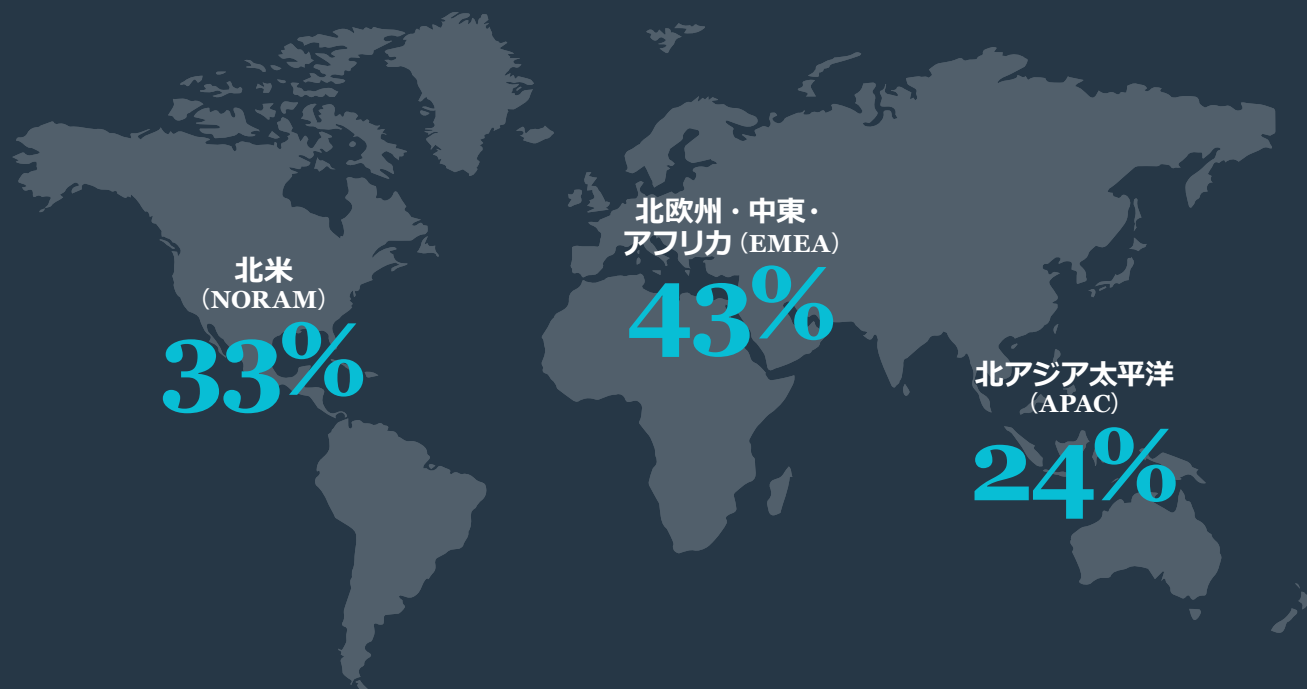 北米
（NORAM）
33%
北欧州・中東・
アフリカ（EMEA）
43%
北アジア太平洋
（APAC）
24%